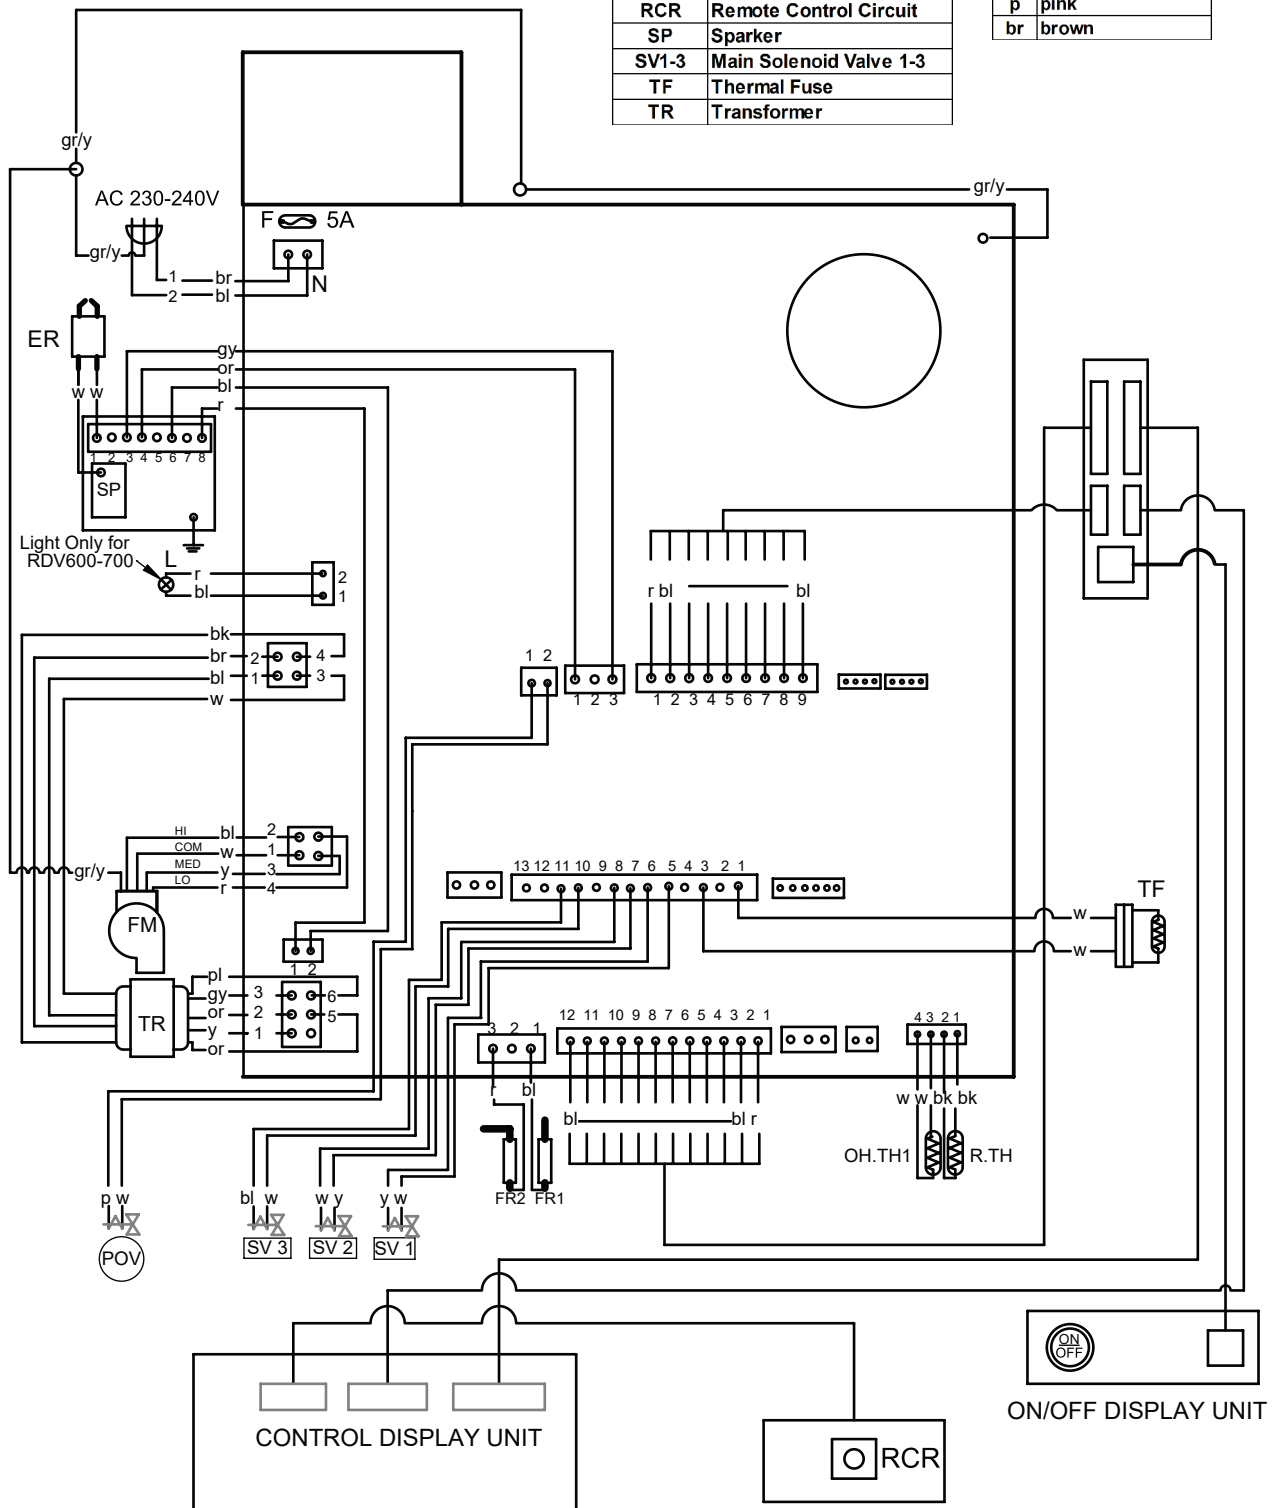 RCR Remote Control Circuit
SP Sparker
SV1-3 Main Solenoid Valve 1-3
TF Thermal Fuse
TR Transformer
p pink
br brown
gr/y
gr/y
AC 230-240V
F 5A
gr/y
1 br
2 bl
N
ER
gy
or
bl
r
w w
1 2 3 4 5 6 7 8
SP
Light Only for
RDV600-700
L
r 2
bl 1
r bl bl
bk
br 2 4
bl 1 3
w
1 2
1 2 3
1 2 3 4 5 6 7 8 9
HI bl 2
COM w 1
MED y 3
LO r 4
gr/y
FM
13 12 11 10 9 8 7 6 5 4 3 2 1
TF
w
w
1 2
pl
gy 3 6
or 2 5
y 1
or
TR
3 2 1
12 11 10 9 8 7 6 5 4 3 2 1
4 3 2 1
r bl
bl bl r
w w bk bk
OH.TH1 R.TH
FR2 FR1
p w
bl w
w y
y w
POV
SV 3
SV 2
SV 1
ON
OFF
ON/OFF DISPLAY UNIT
CONTROL DISPLAY UNIT
RCR